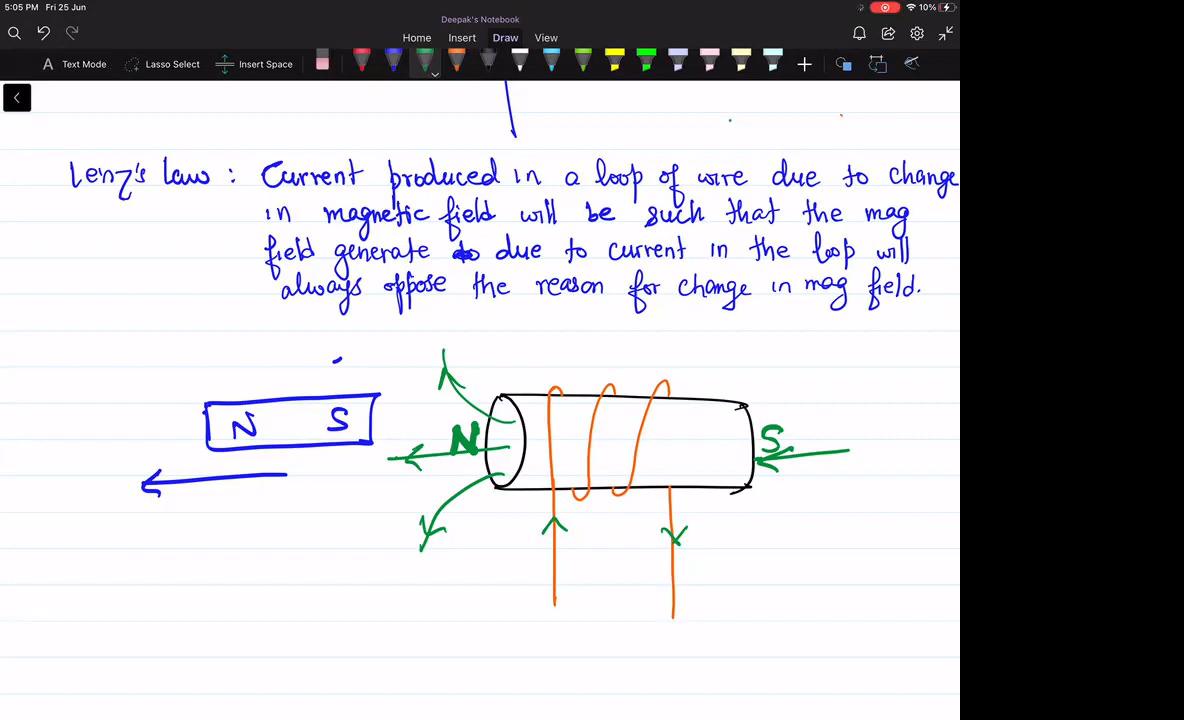 5:05 PM Fri 25 Jun
10%
Deepak's Notebook
Home Insert Draw View
A Text Mode Lasso Select Insert Space
Lenz's Law : Current produced in a loop of wire due to change
in magnetic field will be such that the mag
field generate due to current in the loop will
always oppose the reason for change in mag field.
N S N S